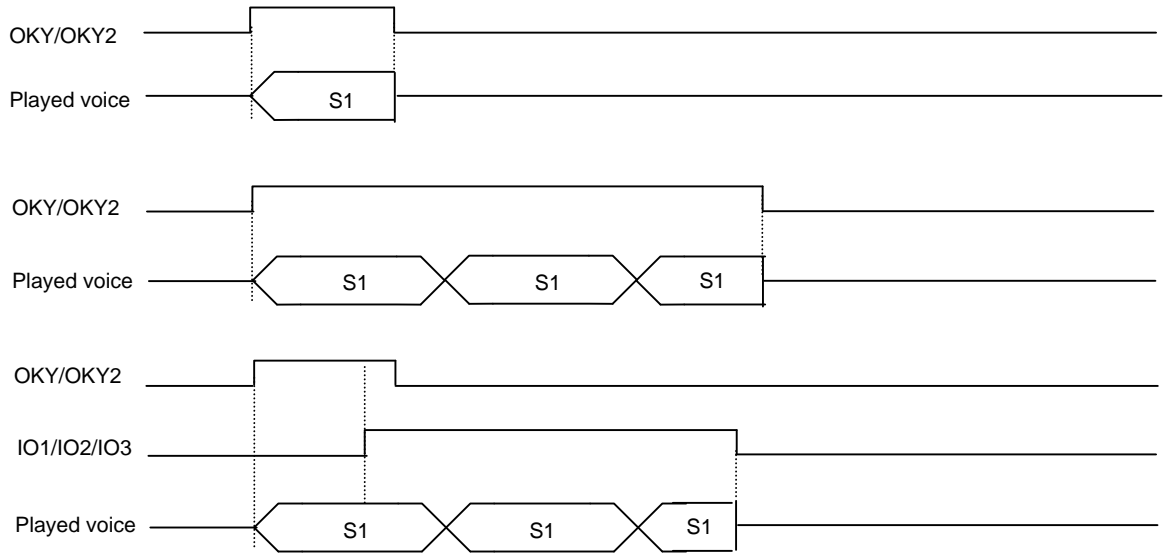 OKY/OKY2
Played voice
S1
OKY/OKY2
Played voice
S1
S1
S1
OKY/OKY2
IO1/IO2/IO3
Played voice
S1
S1
S1